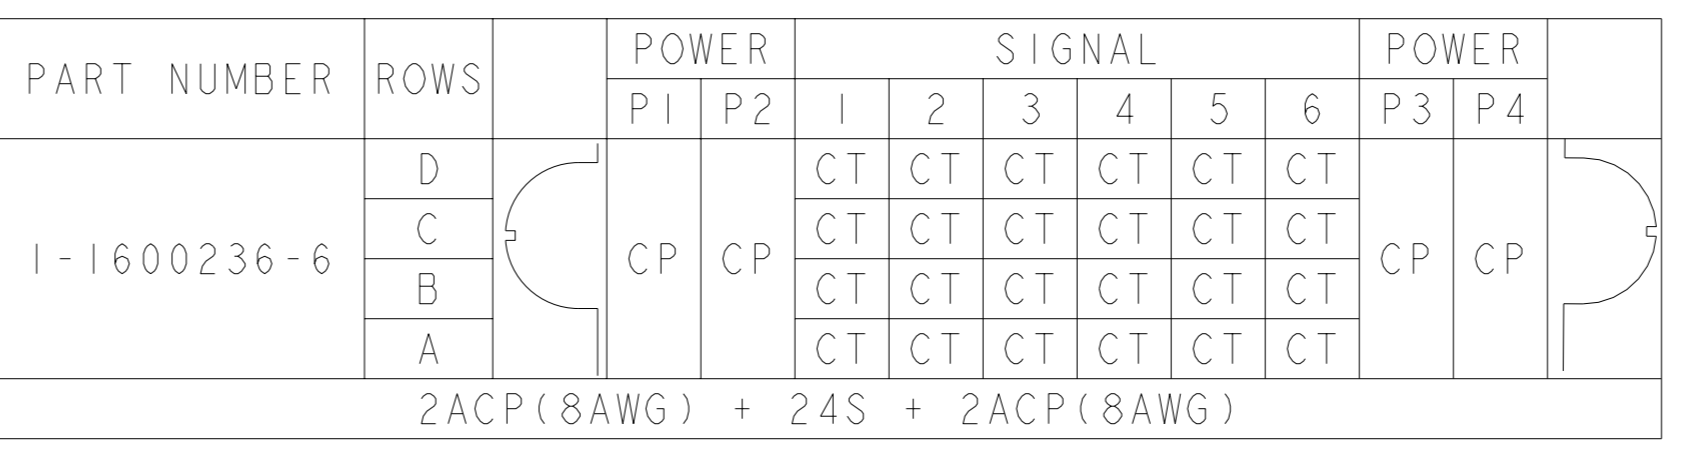 POWER SIGNAL POWER
PART NUMBER ROWS
P1 P2 1 2 3 4 5 6 P3 P4
D CT CT CT CT CT CT
C CT CT CT CT CT CT
1-1600236-6 CP CP CP CP
B CT CT CT CT CT CT
A CT CT CT CT CT CT
2ACP(8AWG) + 24S + 2ACP(8AWG)